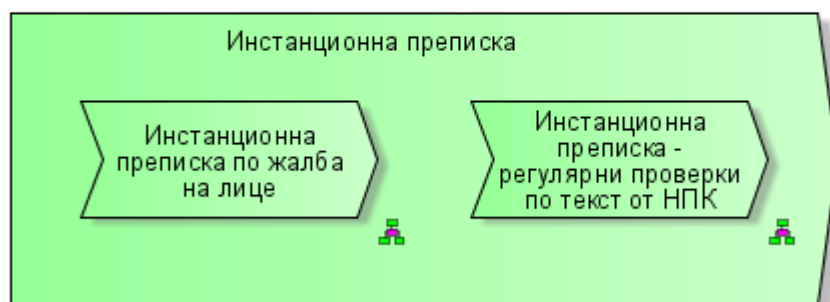 Инстанционна преписка
Инстанционна
преписка по жалба
на лице
Инстанционна
преписка -
регулярни проверки
по текст от НПК